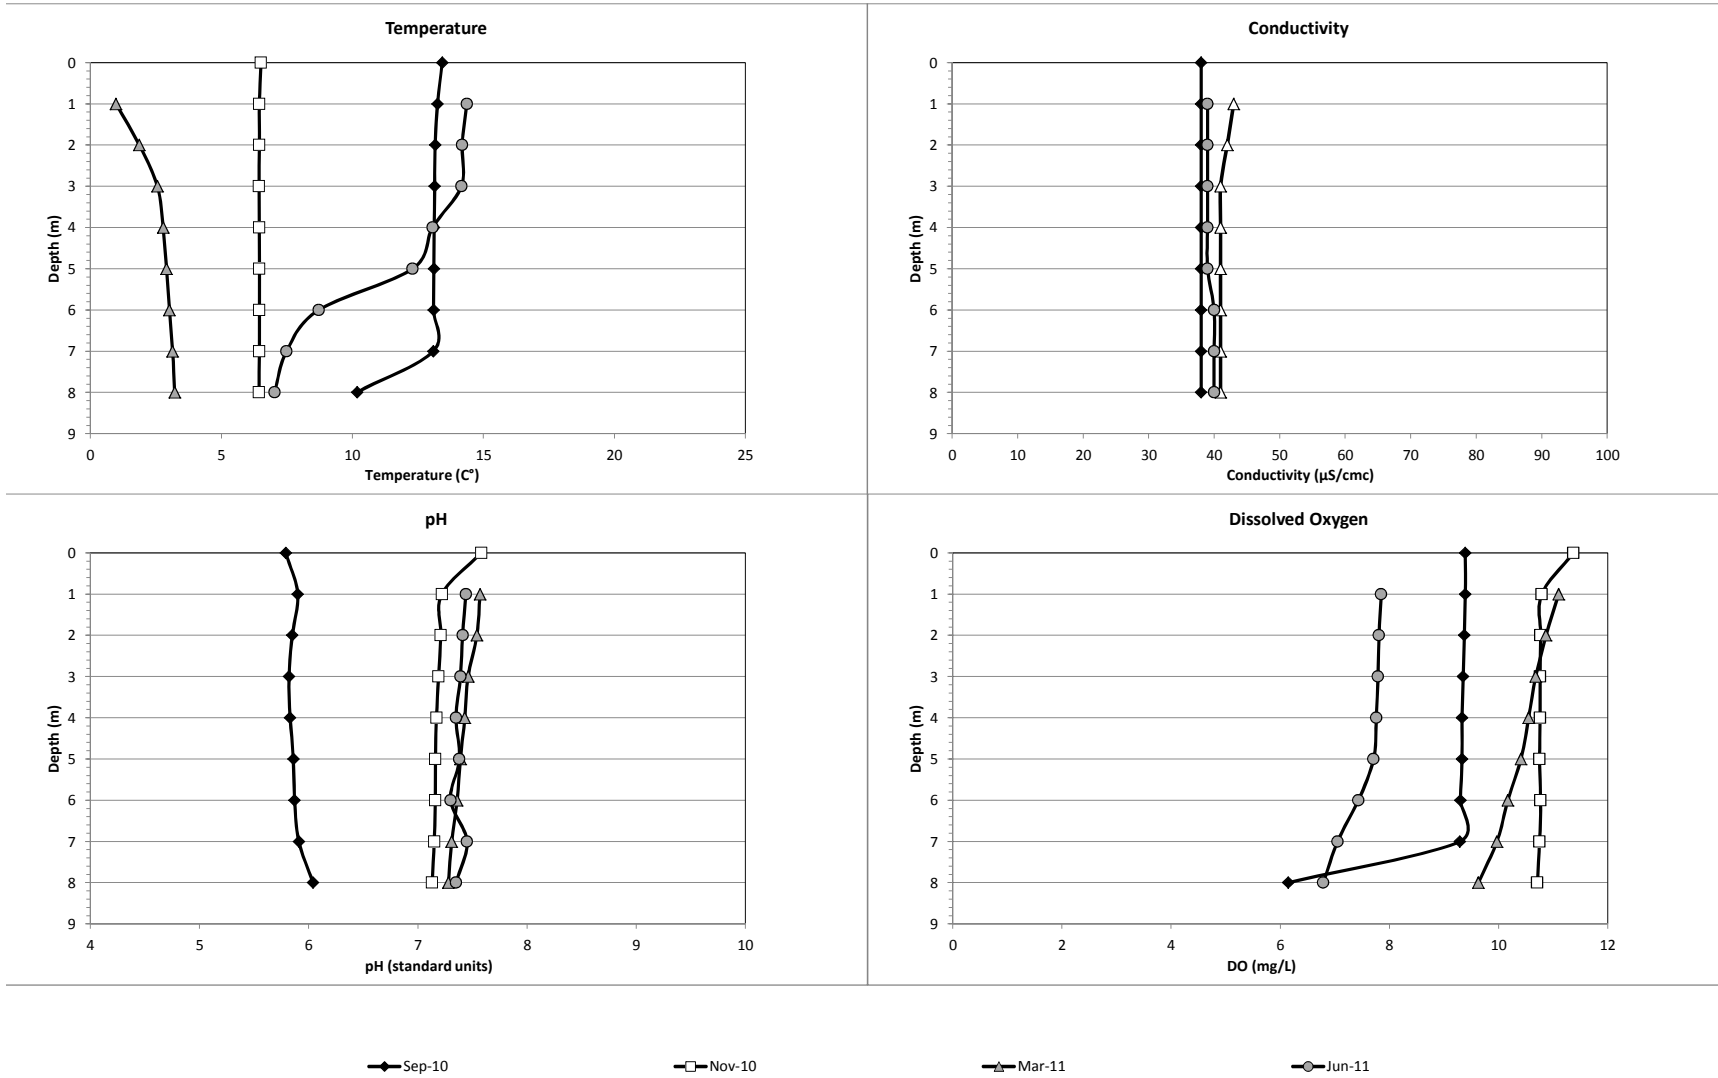 Temperature
0
1
2
3
4
5
6
7
8
9
Depth (m)
0 5 10 15 20 25
Temperature (C°)
Conductivity
0
1
2
3
4
5
6
7
8
9
Depth (m)
0 10 20 30 40 50 60 70 80 90 100
Conductivity (µS/cmc)
pH
0
1
2
3
4
5
6
7
8
9
Depth (m)
4 5 6 7 8 9 10
pH (standard units)
Dissolved Oxygen
0
1
2
3
4
5
6
7
8
9
Depth (m)
0 2 4 6 8 10 12
DO (mg/L)
Sep-10 Nov-10 Mar-11 Jun-11